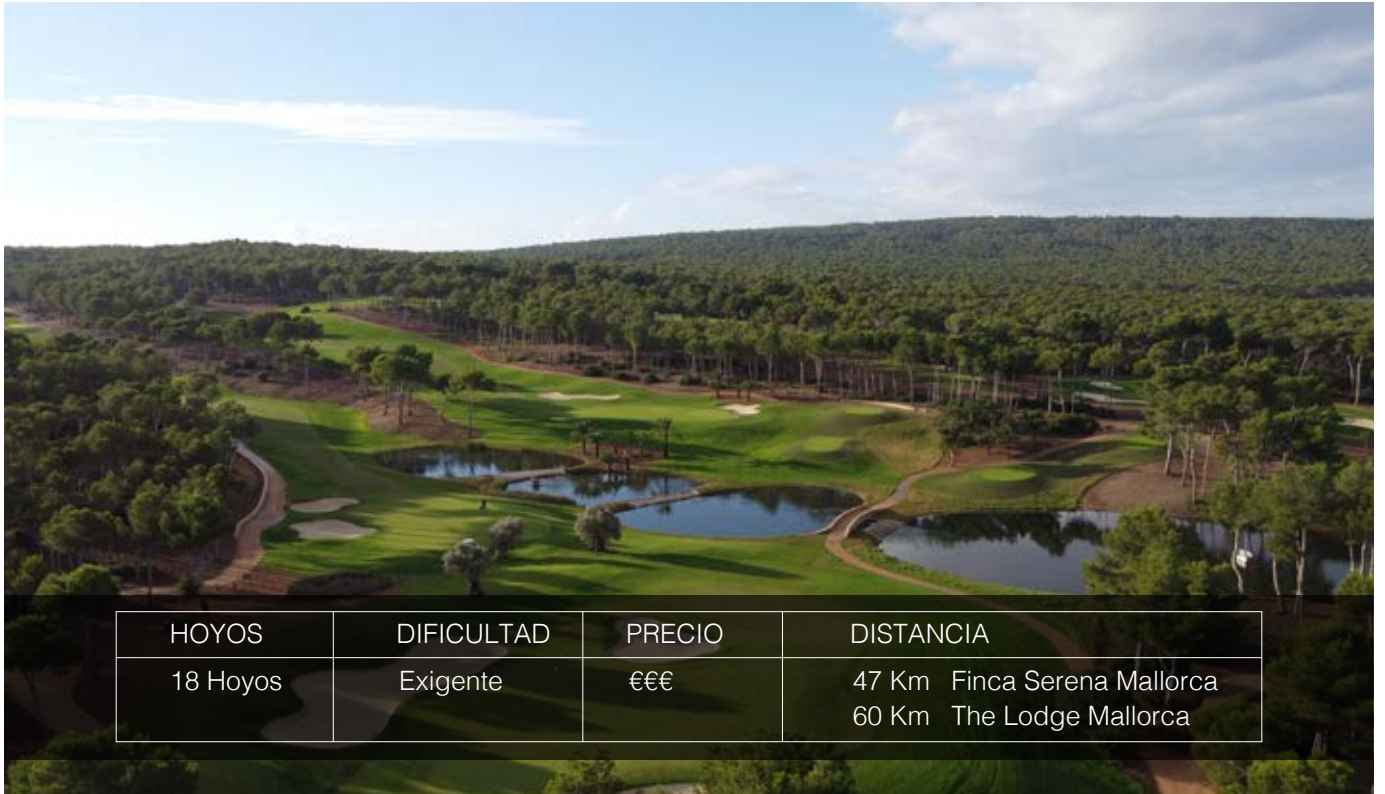 HOYOS DIFICULTAD PRECIO DISTANCIA
18 Hoyos Exigente €€€ 47 Km Finca Serena Mallorca
60 Km The Lodge Mallorca